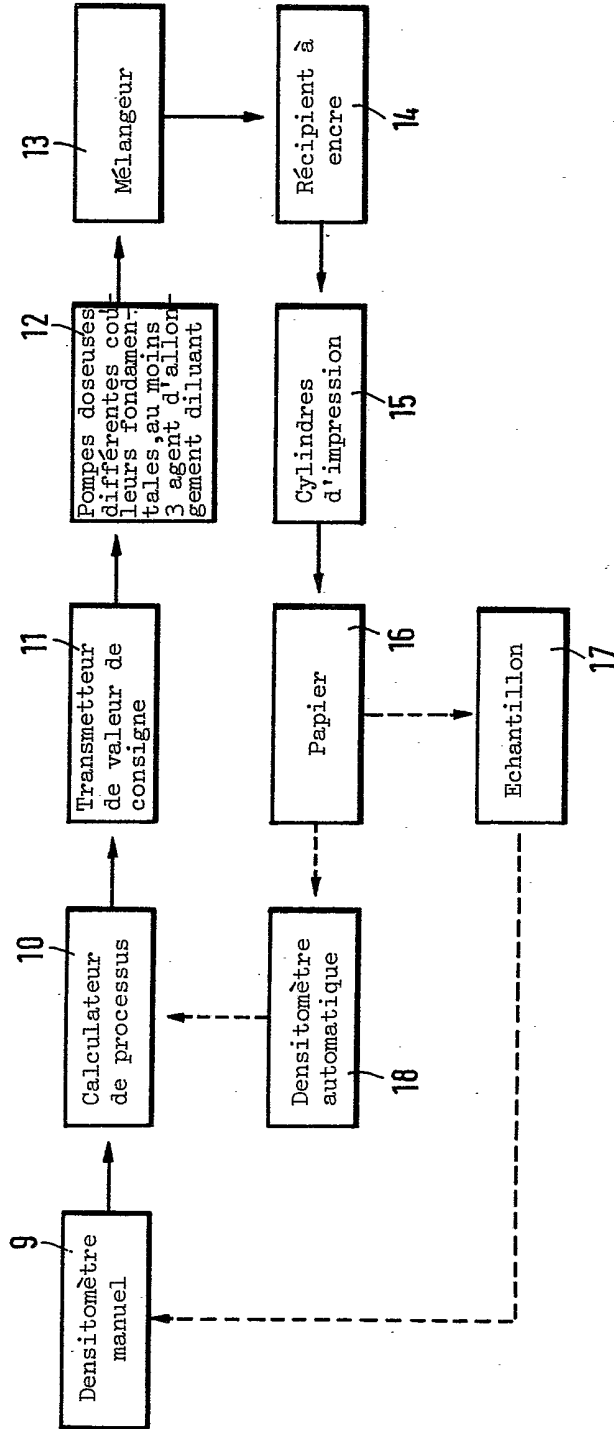 9
Densitomètre
manuel
10
Calculateur
de processus
11
Transmetteur
de valeur de
consigne
12
Pompes doseuses
différentes cou-
leurs fondamen-
tales,au moins
3 agent d'allon-
gement diluant
13
Mélangeur
14
Récipient à
encre
15
Cylindres
d'impression
16
Papier
17
Echantillon
18
Densitomètre
automatique